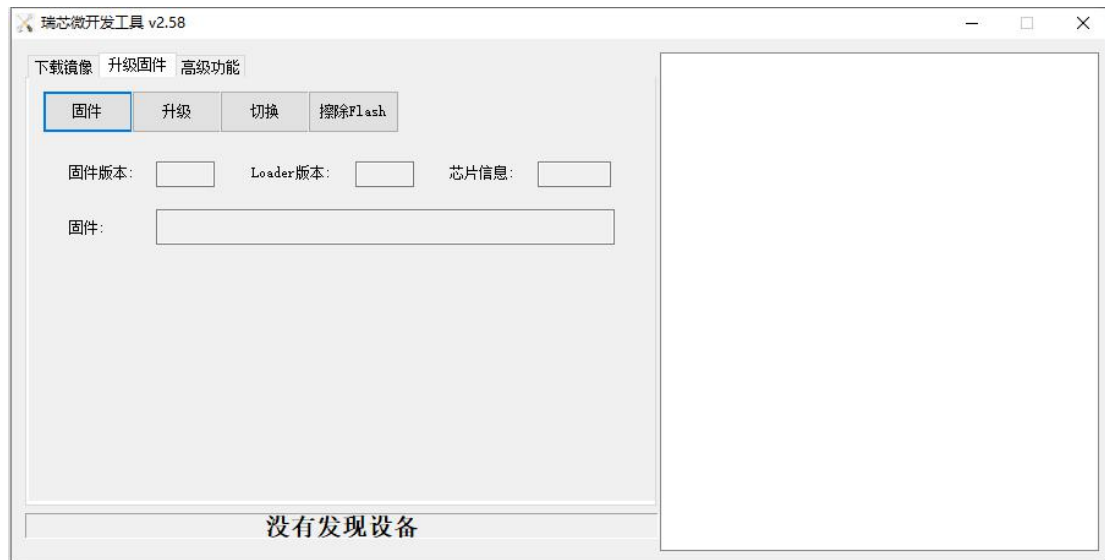 瑞芯微开发工具 v2.58
下载镜像 升级固件 高级功能
固件 升级 切换 擦除Flash
固件版本: Loader版本: 芯片信息:
固件:
没有发现设备